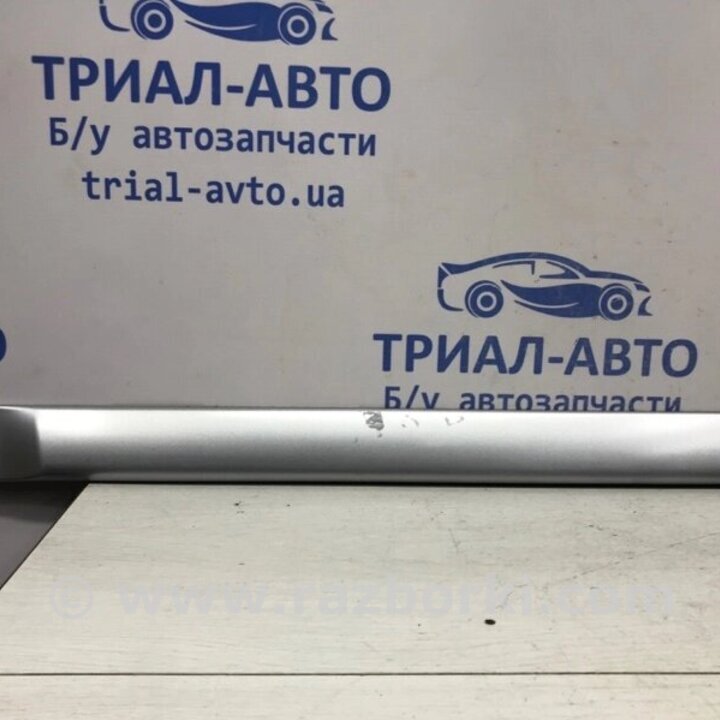 ТРИАЛ-АВТО
Б/у автозапчасти
trial-avto.ua
ТРИАЛ-АВТО
Б/у автозапчасти
© www.razborki.com